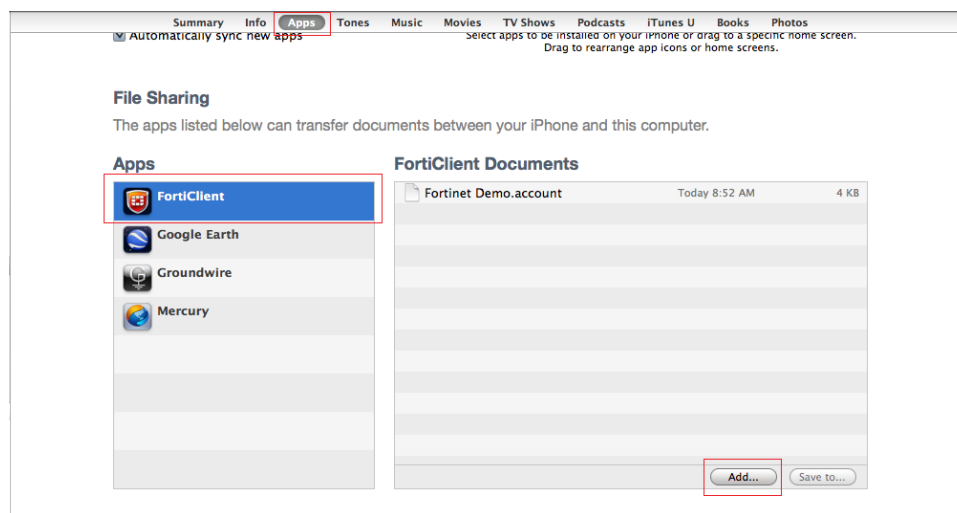 Summary Info Apps Tones Music Movies TV Shows Podcasts iTunes U Books Photos
Automatically sync new apps
Select apps to be installed on your iPhone or drag to a specific home screen.
Drag to rearrange app icons or home screens.
File Sharing
The apps listed below can transfer documents between your iPhone and this computer.
Apps
FortiClient
Google Earth
Groundwire
Mercury
FortiClient Documents
Fortinet Demo.account Today 8:52 AM 4 KB
Add... Save to...